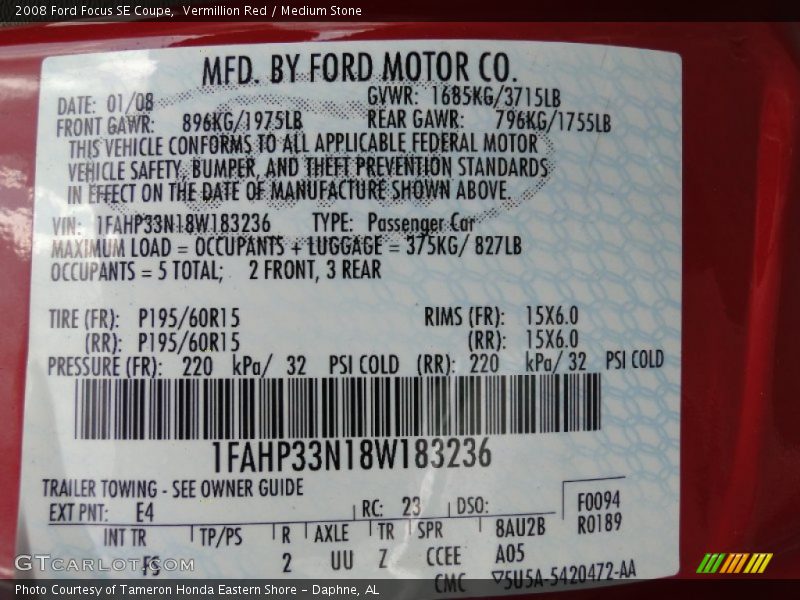 2008 Ford Focus SE Coupe,  Vermillion Red / Medium Stone
MFD. BY FORD MOTOR CO.
DATE: 01/08 GVWR: 1685KG/3715LB
FRONT GAWR: 896KG/1975LB REAR GAWR: 796KG/1755LB
THIS VEHICLE CONFORMS TO ALL APPLICABLE FEDERAL MOTOR
VEHICLE SAFETY, BUMPER, AND THEFT PREVENTION STANDARDS
IN EFFECT ON THE DATE OF MANUFACTURE SHOWN ABOVE.
VIN: 1FAHP33N18W183236 TYPE: Passenger Car
MAXIMUM LOAD = OCCUPANTS + LUGGAGE = 375KG/ 827LB
OCCUPANTS = 5 TOTAL; 2 FRONT, 3 REAR
TIRE (FR): P195/60R15 RIMS (FR): 15X6.0
(RR): P195/60R15 (RR): 15X6.0
PRESSURE (FR): 220 kPa/ 32 PSI COLD (RR): 220 kPa/ 32 PSI COLD
1FAHP33N18W183236
TRAILER TOWING - SEE OWNER GUIDE
EXT PNT: E4 RC: 23 DSO: F0094
R0189
INT TR TP/PS R AXLE TR SPR 8AU2B
FS 2 UU Z CCEE A05
CMC 5U5A-5420472-AA
GTCarLot.com
Photo Courtesy of Tameron Honda Eastern Shore – Daphne, AL